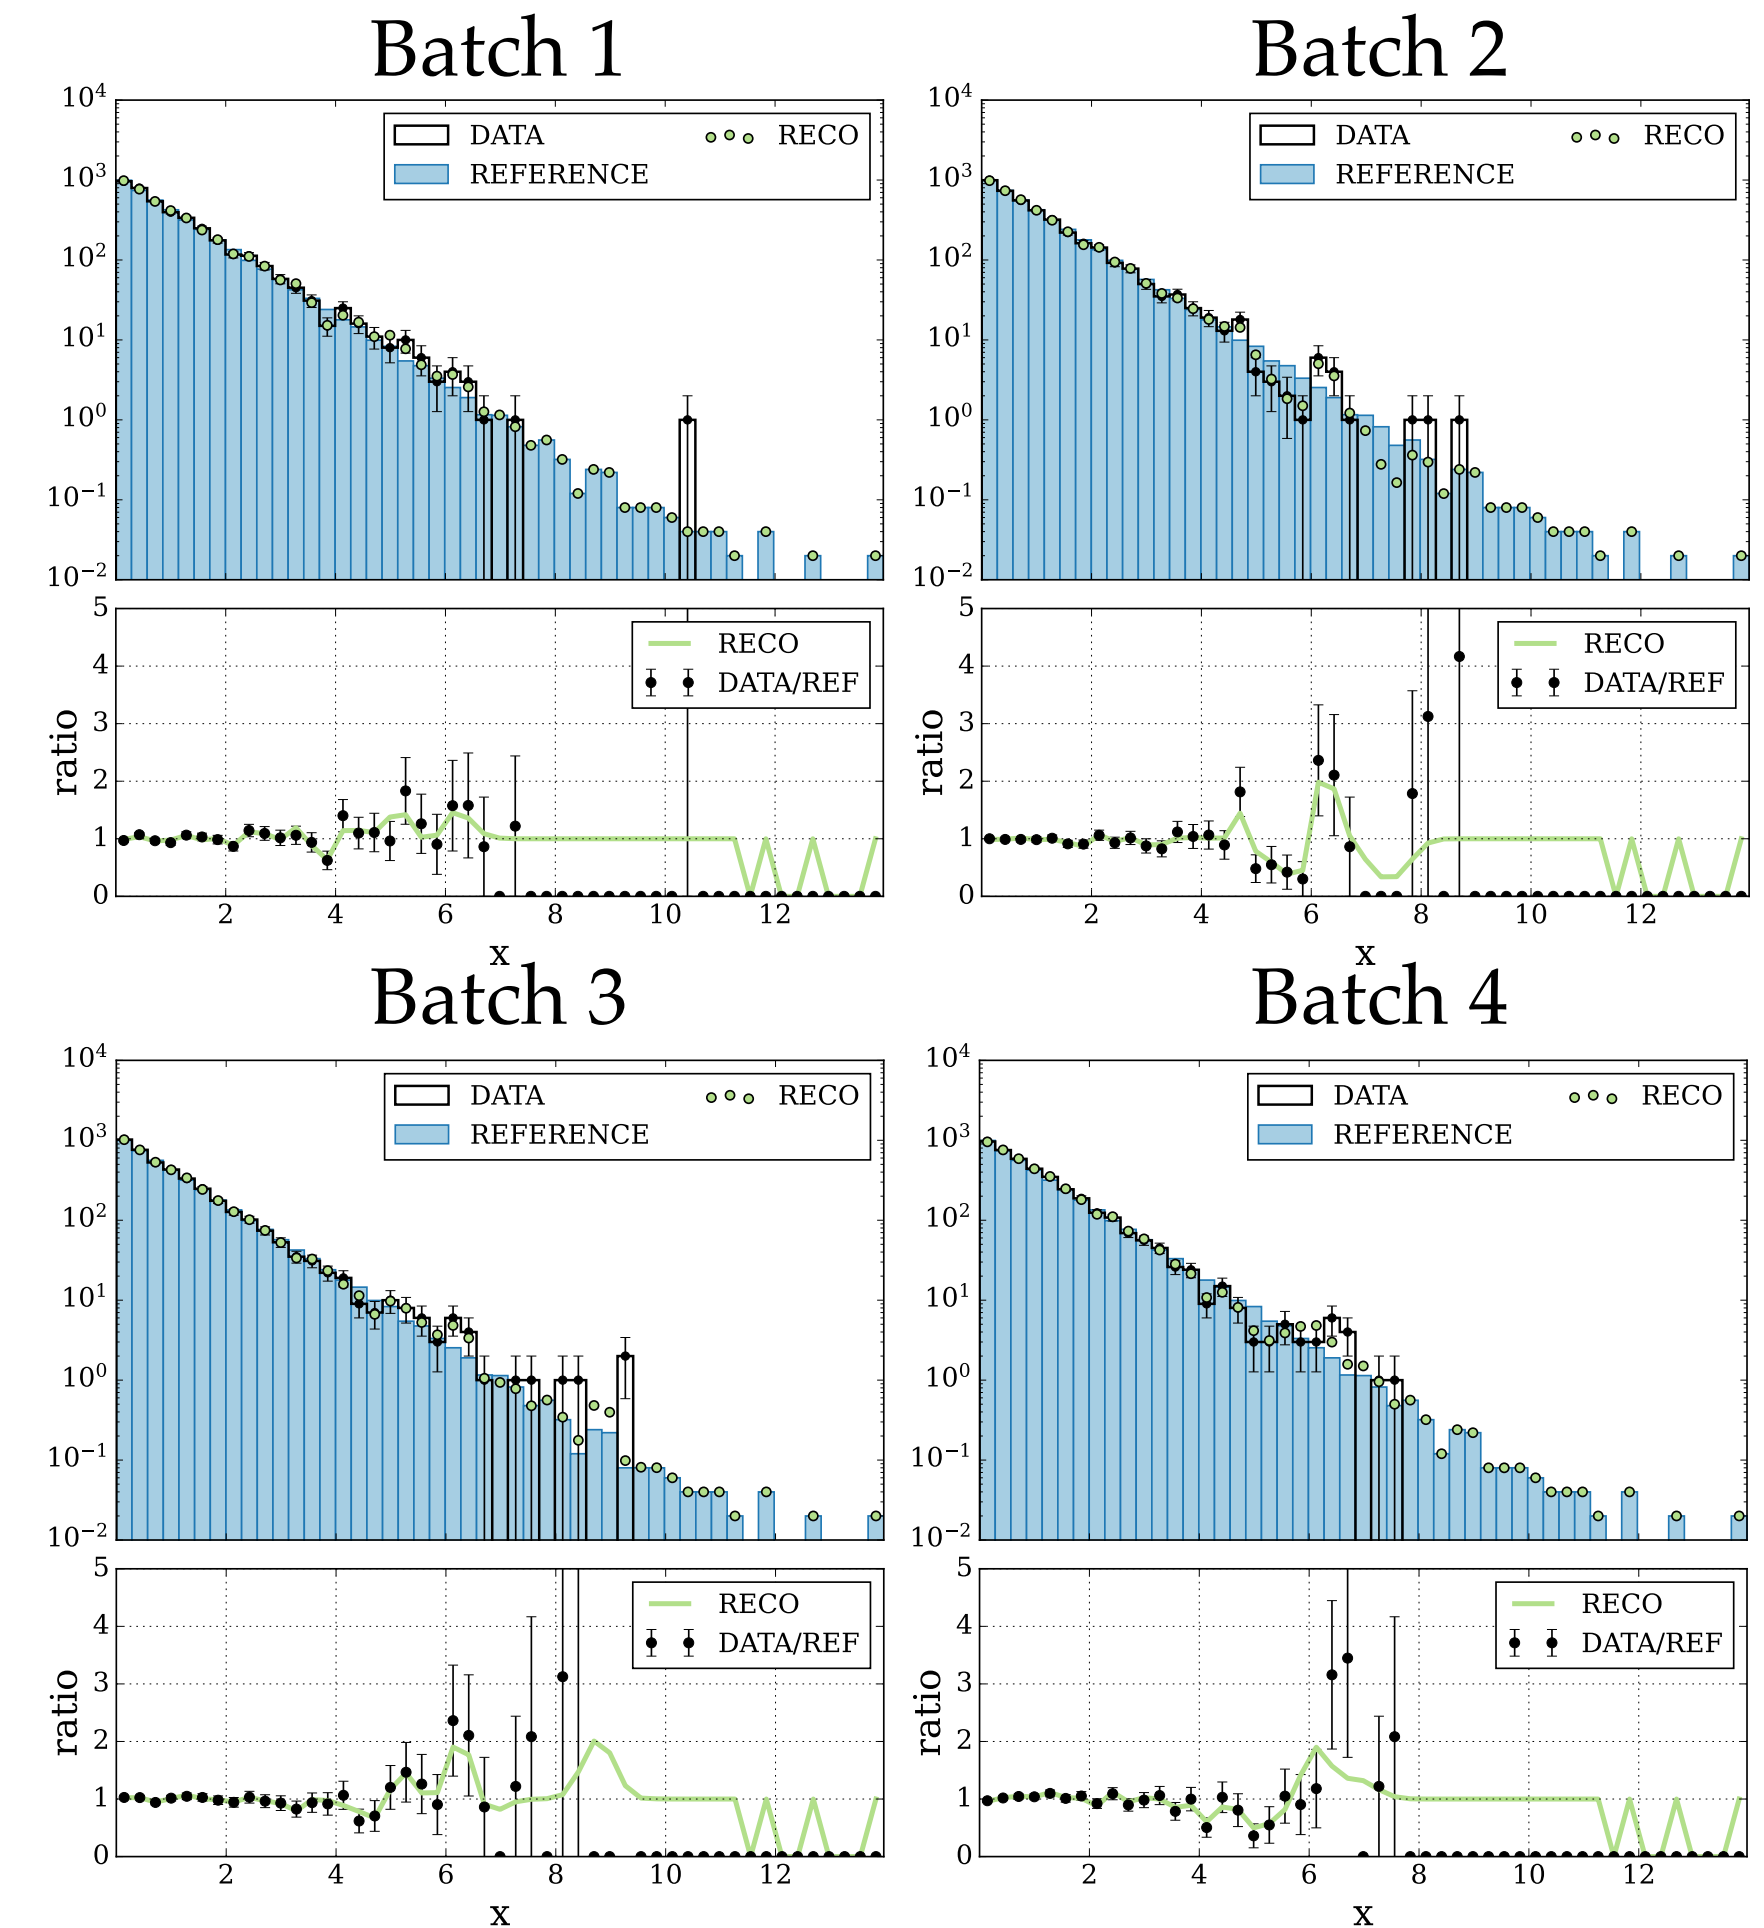 Batch 1
10^4
10^3
10^2
10^1
10^0
10^−1
10^−2
DATA
REFERENCE
RECO
5
4
3
2
1
0
ratio
RECO
DATA/REF
2 4 6 8 10 12
x
Batch 2
10^4
10^3
10^2
10^1
10^0
10^−1
10^−2
DATA
REFERENCE
RECO
5
4
3
2
1
0
ratio
RECO
DATA/REF
2 4 6 8 10 12
x
Batch 3
10^4
10^3
10^2
10^1
10^0
10^−1
10^−2
DATA
REFERENCE
RECO
5
4
3
2
1
0
ratio
RECO
DATA/REF
2 4 6 8 10 12
x
Batch 4
10^4
10^3
10^2
10^1
10^0
10^−1
10^−2
DATA
REFERENCE
RECO
5
4
3
2
1
0
ratio
RECO
DATA/REF
2 4 6 8 10 12
x